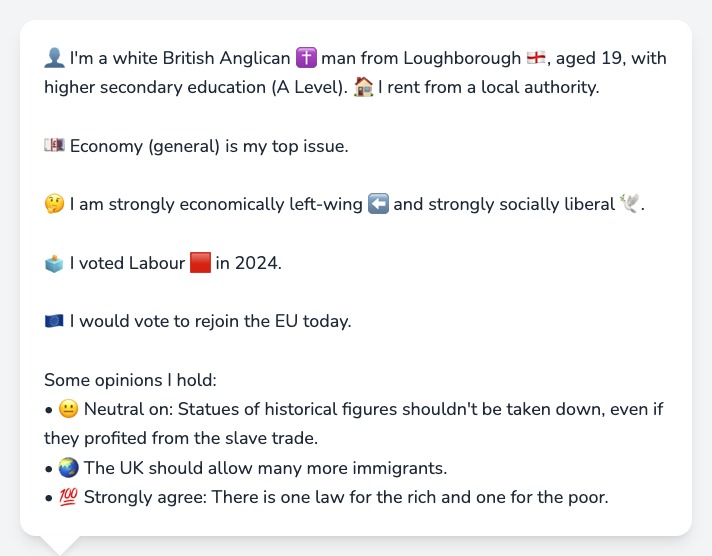 👤 I'm a white British Anglican ✝️ man from Loughborough 🏴󠁧󠁢󠁥󠁮󠁧󠁿, aged 19, with
higher secondary education (A Level). 🏠 I rent from a local authority.
💷 Economy (general) is my top issue.
🤔 I am strongly economically left-wing ⬅️ and strongly socially liberal 🕊️.
🗳️ I voted Labour 🟥 in 2024.
🇪🇺 I would vote to rejoin the EU today.
Some opinions I hold:
• 😐 Neutral on: Statues of historical figures shouldn't be taken down, even if
they profited from the slave trade.
• 🌏 The UK should allow many more immigrants.
• 💯 Strongly agree: There is one law for the rich and one for the poor.